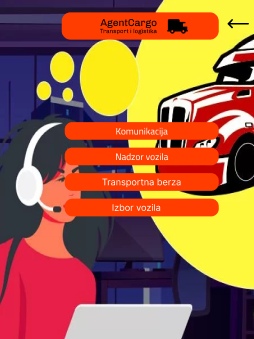 AgentCargo
Transport i logistika
Komunikacija
Nadzor vozila
Transportna berza
Izbor vozila